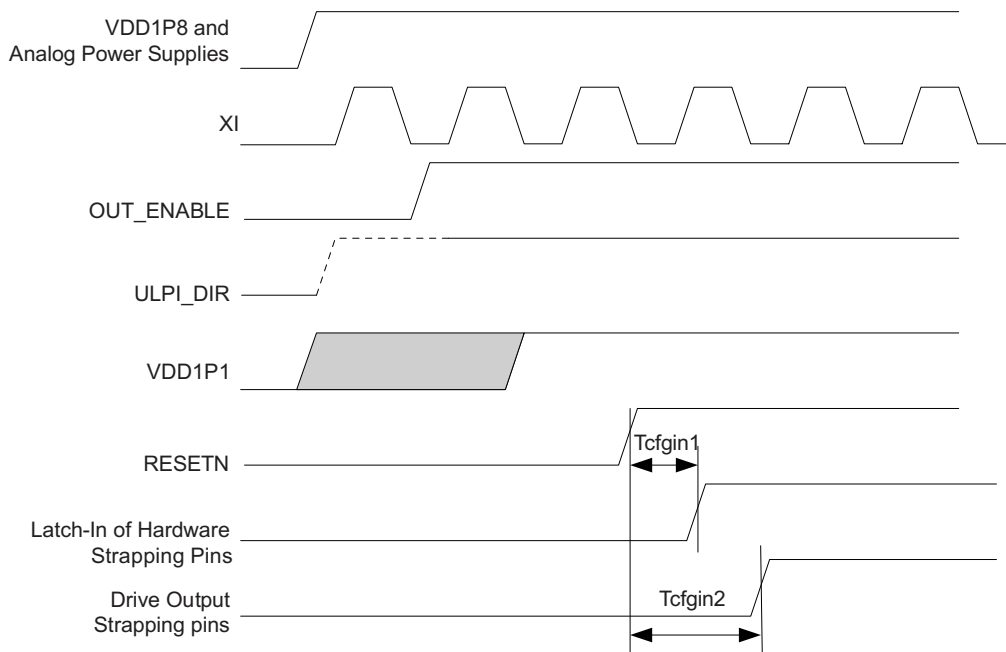 VDD1P8 and
Analog Power Supplies
XI
OUT_ENABLE
ULPI_DIR
VDD1P1
RESETN
Tcfgin1
Latch-In of Hardware
Strapping Pins
Drive Output
Strapping pins
Tcfgin2